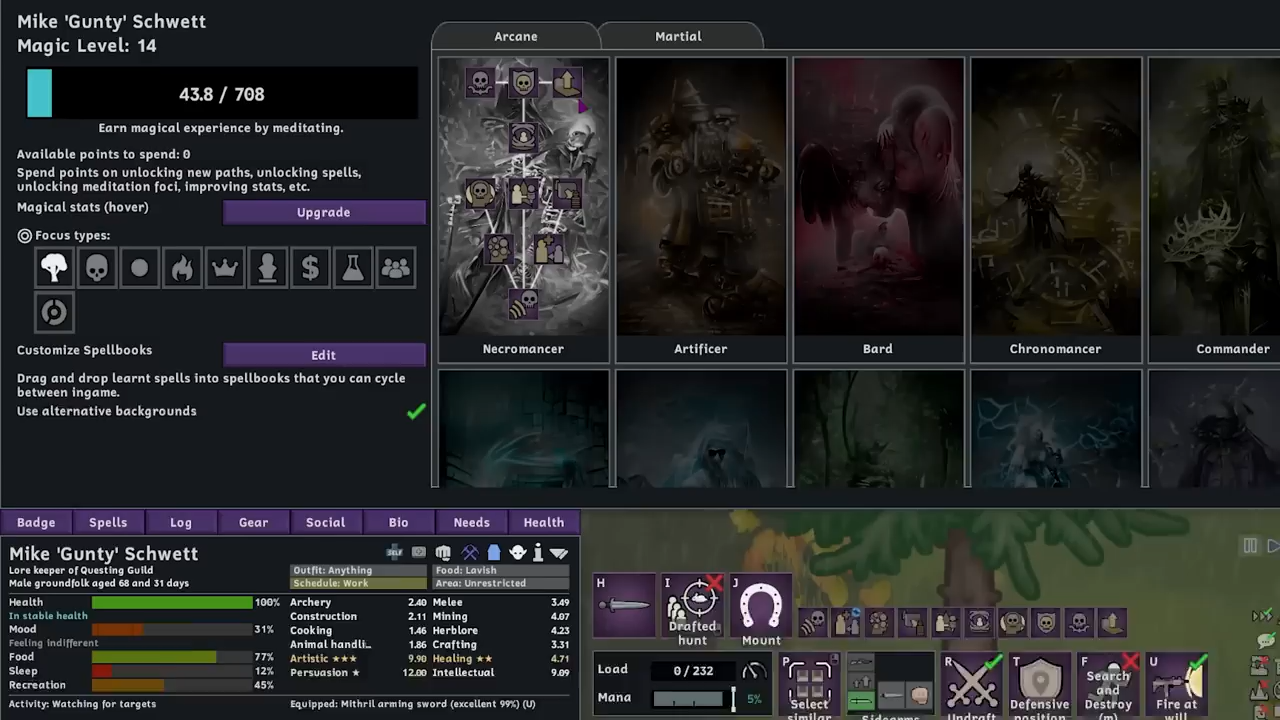 Mike 'Gunty' Schwett
Magic Level: 14
43.8 / 708
Earn magical experience by meditating.
Available points to spend: 0
Spend points on unlocking new paths, unlocking spells,
unlocking meditation foci, improving stats, etc.
Magical stats (hover)
Upgrade
Focus types:
Customize Spellbooks
Edit
Drag and drop learnt spells into spellbooks that you can cycle
between ingame.
Use alternative backgrounds
Arcane
Martial
Necromancer
Artificer
Bard
Chronomancer
Commander
Badge
Spells
Log
Gear
Social
Bio
Needs
Health
Mike 'Gunty' Schwett
Lore keeper of Questing Guild
Male groundfolk aged 68 and 31 days
SELF
Outfit: Anything
Food: Lavish
Schedule: Work
Area: Unrestricted
Health 100%
In stable health
Mood 31%
Feeling indifferent
Food 77%
Sleep 12%
Recreation 45%
Archery 2.40
Construction 2.11
Cooking 1.46
Animal handli.. 1.86
Artistic ★★★ 9.90
Persuasion ★ 12.00
Melee 3.49
Mining 4.07
Herblore 4.23
Crafting 3.31
Healing ★★ 4.71
Intellectual 9.09
Activity: Watching for targets
Equipped: Mithril arming sword (excellent 99%) (U)
H
I
Drafted
hunt
J
Mount
Load 0 / 232
Mana 5%
P
Select
similar
Sidearms
R
Undraft
T
Defensive
position
F
Search
and
Destroy
(m)
U
Fire at
will